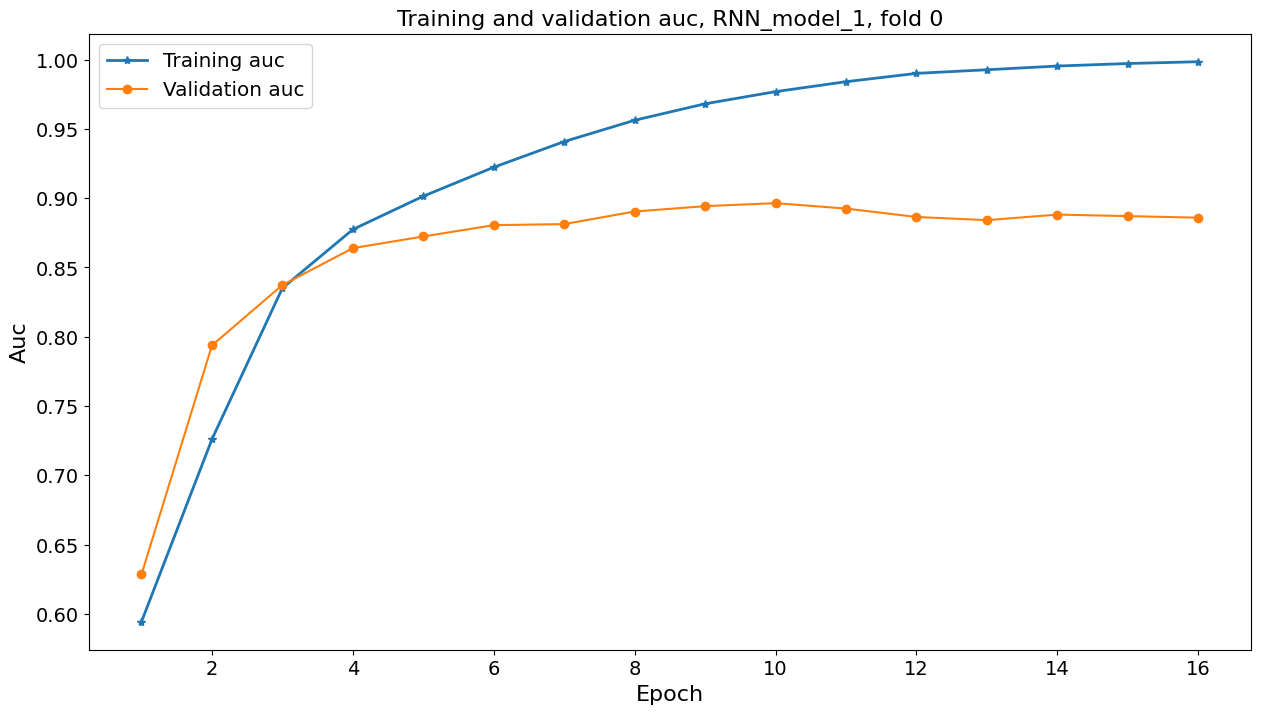 Training and validation auc, RNN_model_1, fold 0
Training auc
Validation auc
1.00
0.95
0.90
0.85
0.80
0.75
0.70
0.65
0.60
Auc
2 4 6 8 10 12 14 16
Epoch